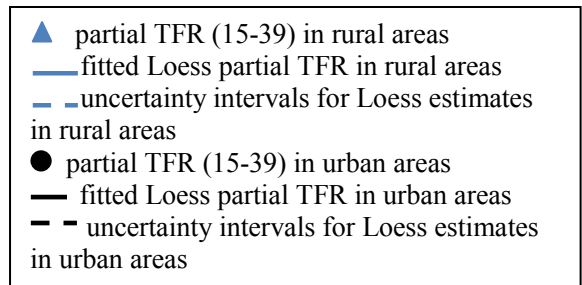 partial TFR (15-39) in rural areas
fitted Loess partial TFR in rural areas
uncertainty intervals for Loess estimates
in rural areas
partial TFR (15-39) in urban areas
fitted Loess partial TFR in urban areas
uncertainty intervals for Loess estimates
in urban areas